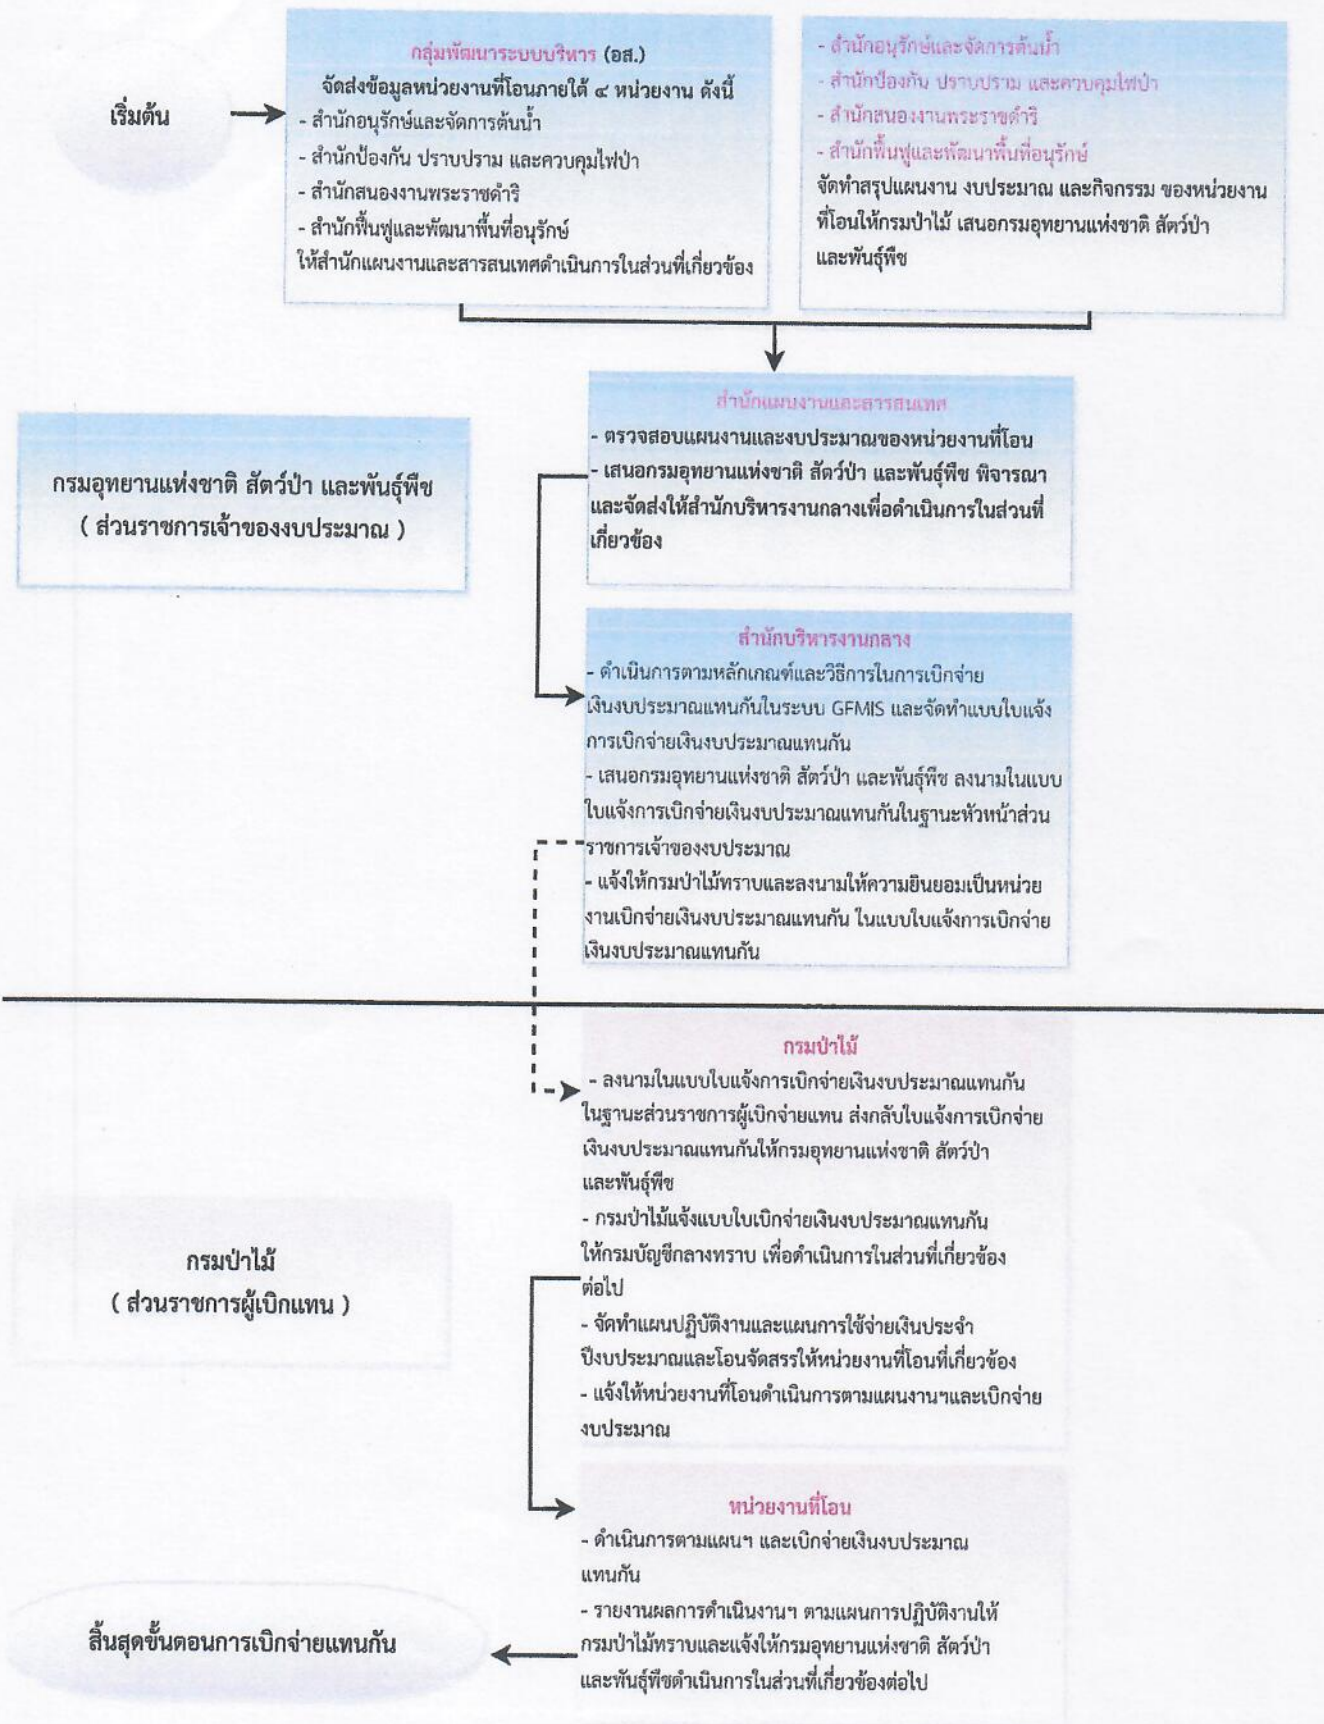 เริ่มต้น
กลุ่มพัฒนาระบบบริหาร (อส.)
จัดส่งข้อมูลหน่วยงานที่โอนภายใต้ ๔ หน่วยงาน ดังนี้
- สำนักอนุรักษ์และจัดการต้นน้ำ
- สำนักป้องกัน ปราบปราม และควบคุมไฟป่า
- สำนักสนองงานพระราชดำริ
- สำนักฟื้นฟูและพัฒนาพื้นที่อนุรักษ์
ให้สำนักแผนงานและสารสนเทศดำเนินการในส่วนที่เกี่ยวข้อง
- สำนักอนุรักษ์และจัดการต้นน้ำ
- สำนักป้องกัน ปราบปราม และควบคุมไฟป่า
- สำนักสนองงานพระราชดำริ
- สำนักฟื้นฟูและพัฒนาพื้นที่อนุรักษ์
จัดทำสรุปแผนงาน งบประมาณ และกิจกรรม ของหน่วยงาน
ที่โอนให้กรมป่าไม้ เสนอกรมอุทยานแห่งชาติ สัตว์ป่า
และพันธุ์พืช
กรมอุทยานแห่งชาติ สัตว์ป่า และพันธุ์พืช
( ส่วนราชการเจ้าของงบประมาณ )
สำนักแผนงานและสารสนเทศ
- ตรวจสอบแผนงานและงบประมาณของหน่วยงานที่โอน
- เสนอกรมอุทยานแห่งชาติ สัตว์ป่า และพันธุ์พืช พิจารณา
และจัดส่งให้สำนักบริหารงานกลางเพื่อดำเนินการในส่วนที่
เกี่ยวข้อง
สำนักบริหารงานกลาง
- ดำเนินการตามหลักเกณฑ์และวิธีการในการเบิกจ่าย
เงินงบประมาณแทนกันในระบบ GFMIS และจัดทำแบบใบแจ้ง
การเบิกจ่ายเงินงบประมาณแทนกัน
- เสนอกรมอุทยานแห่งชาติ สัตว์ป่า และพันธุ์พืช ลงนามในแบบ
ใบแจ้งการเบิกจ่ายเงินงบประมาณแทนกันในฐานะหัวหน้าส่วน
ราชการเจ้าของงบประมาณ
- แจ้งให้กรมป่าไม้ทราบและลงนามให้ความยินยอมเป็นหน่วย
งานเบิกจ่ายเงินงบประมาณแทนกัน ในแบบใบแจ้งการเบิกจ่าย
เงินงบประมาณแทนกัน
กรมป่าไม้
( ส่วนราชการผู้เบิกแทน )
กรมป่าไม้
- ลงนามในแบบใบแจ้งการเบิกจ่ายเงินงบประมาณแทนกัน
ในฐานะส่วนราชการผู้เบิกจ่ายแทน ส่งกลับใบแจ้งการเบิกจ่าย
เงินงบประมาณแทนกันให้กรมอุทยานแห่งชาติ สัตว์ป่า
และพันธุ์พืช
- กรมป่าไม้แจ้งแบบใบเบิกจ่ายเงินงบประมาณแทนกัน
ให้กรมบัญชีกลางทราบ เพื่อดำเนินการในส่วนที่เกี่ยวข้อง
ต่อไป
- จัดทำแผนปฏิบัติงานและแผนการใช้จ่ายเงินประจำ
ปีงบประมาณและโอนจัดสรรให้หน่วยงานที่โอนที่เกี่ยวข้อง
- แจ้งให้หน่วยงานที่โอนดำเนินการตามแผนงานฯและเบิกจ่าย
งบประมาณ
หน่วยงานที่โอน
- ดำเนินการตามแผนฯ และเบิกจ่ายเงินงบประมาณ
แทนกัน
- รายงานผลการดำเนินงานฯ ตามแผนการปฏิบัติงานให้
กรมป่าไม้ทราบและแจ้งให้กรมอุทยานแห่งชาติ สัตว์ป่า
และพันธุ์พืชดำเนินการในส่วนที่เกี่ยวข้องต่อไป
สิ้นสุดขั้นตอนการเบิกจ่ายแทนกัน